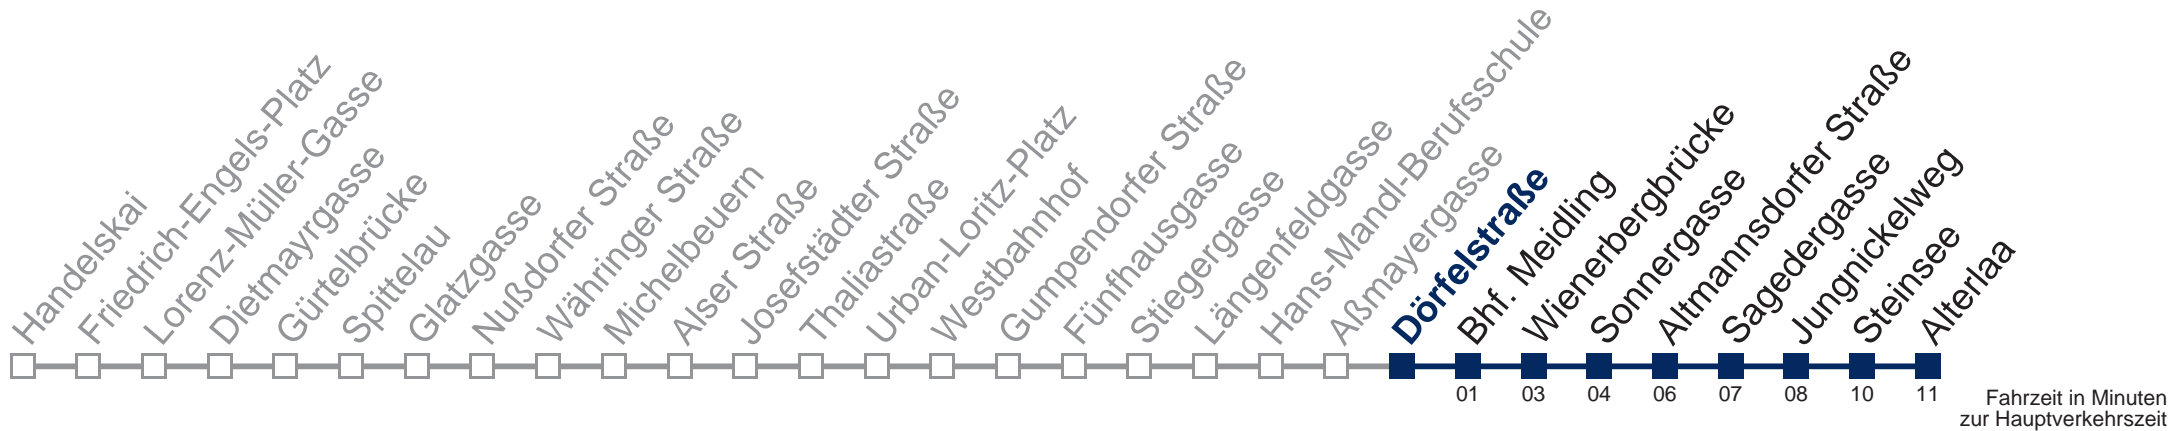 Handelskai
Friedrich-Engels-Platz
Lorenz-Müller-Gasse
Dietmayrgasse
Gürtelbrücke
Spittelau
Glatzgasse
Nußdorfer Straße
Währinger Straße
Michelbeuern
Alser Straße
Josefstädter Straße
Thaliastraße
Urban-Loritz-Platz
Westbahnhof
Gumpendorfer Straße
Fünfhausgasse
Stiegergasse
Längenfeldgasse
Hans-Mandl-Berufsschule
Aßmayergasse
Dörfelstraße
Bhf. Meidling
Wienerbergbrücke
Sonnergasse
Altmannsdorfer Straße
Sagedergasse
Jungnickelweg
Steinsee
Alterlaa
01 03 04 06 07 08 10 11
Fahrzeit in Minuten
zur Hauptverkehrszeit